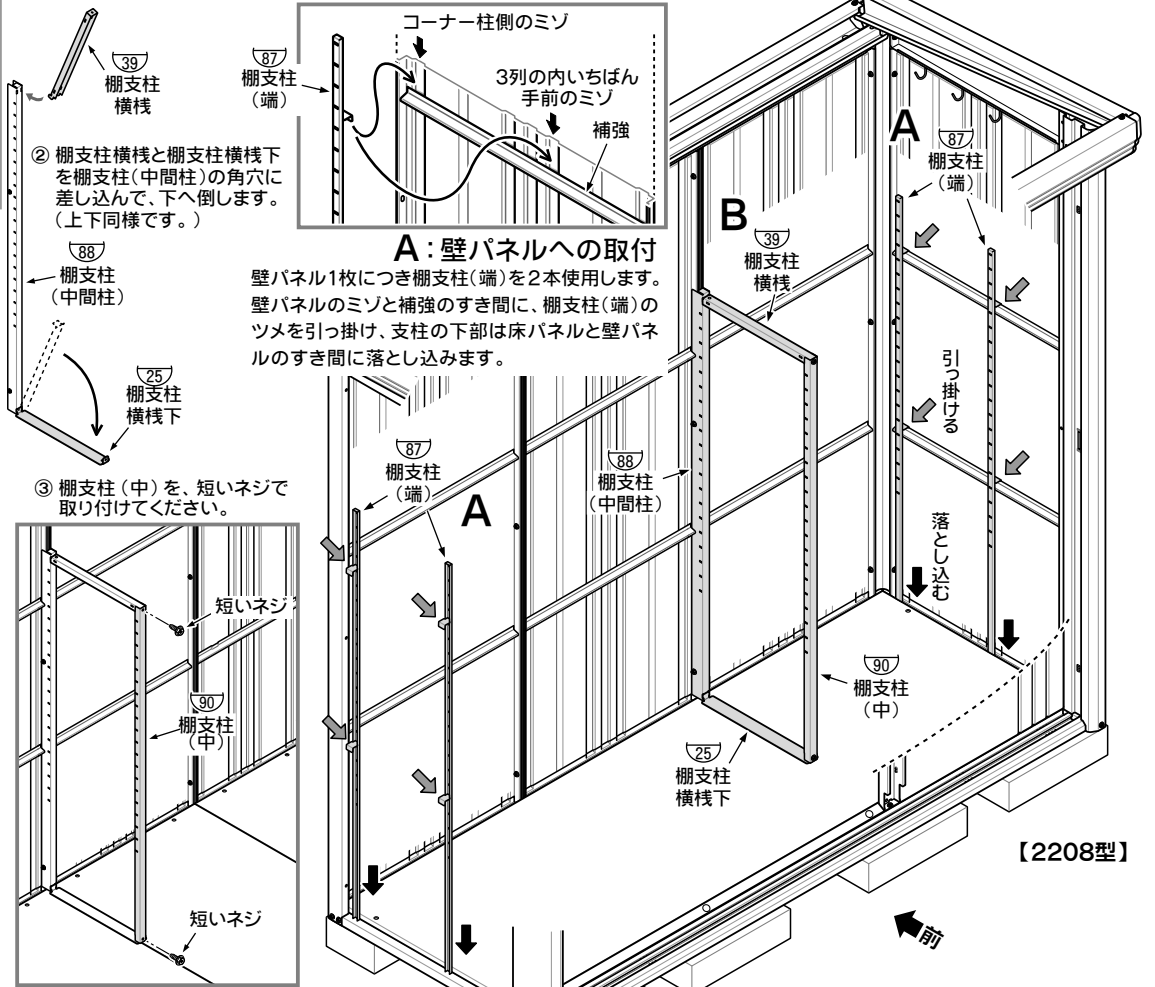 39
棚支柱
横桟
② 棚支柱横桟と棚支柱横桟下
を棚支柱(中間柱)の角穴に
差し込んで、下へ倒します。
(上下同様です。)
88
棚支柱
(中間柱)
25
棚支柱
横桟下
③ 棚支柱(中)を、短いネジで
取り付けてください。
短いネジ
90
棚支柱
(中)
短いネジ
87
棚支柱
(端)
コーナー柱側のミゾ
3列の内いちばん
手前のミゾ
補強
A:壁パネルへの取付
壁パネル1枚につき棚支柱(端)を2本使用します。
壁パネルのミゾと補強のすき間に、棚支柱(端)の
ツメを引っ掛け、支柱の下部は床パネルと壁パネ
ルのすき間に落とし込みます。
87
棚支柱
(端)
A
B
39
棚支柱
横桟
88
棚支柱
(中間柱)
A
87
棚支柱
(端)
引っ掛ける
落とし込む
90
棚支柱
(中)
25
棚支柱
横桟下
【2208型】
前